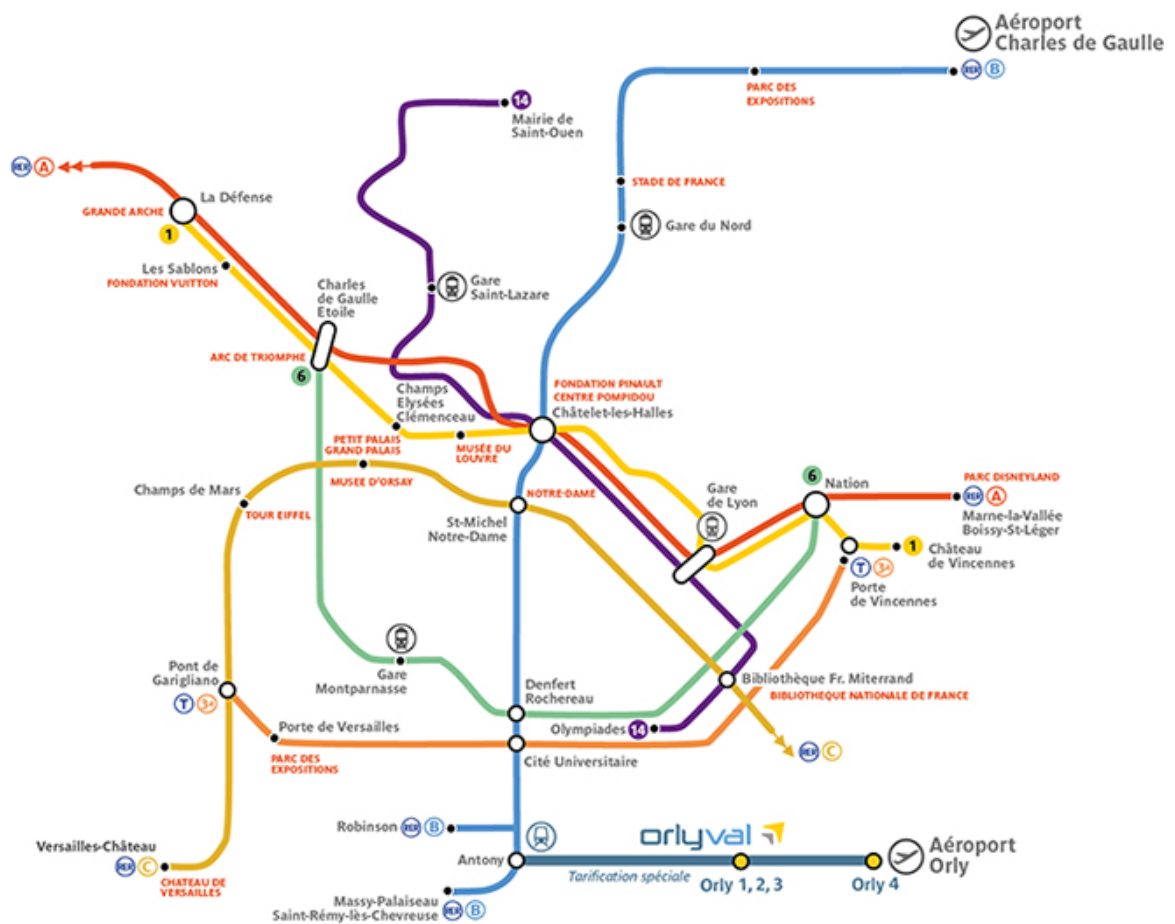 Aéroport
Charles de Gaulle
RER B
PARC DES
EXPOSITIONS
14
Mairie de
Saint-Ouen
RER A
La Défense
GRANDE ARCHE
1
STADE DE FRANCE
Gare du Nord
Les Sablons
FONDATION VUITTON
Gare
Saint-Lazare
Charles
de Gaulle
Etoile
ARC DE TRIOMPHE
6
FONDATION PINAULT
CENTRE POMPIDOU
Châtelet-les-Halles
Champs
Elysées
Clémenceau
PETIT PALAIS
GRAND PALAIS
MUSÉE DU
LOUVRE
MUSEE D'ORSAY
Champs de Mars
TOUR EIFFEL
NOTRE-DAME
St-Michel
Notre-Dame
Gare
de Lyon
6
Nation
PARC DISNEYLAND
RER A
Marne-la-Vallée
Boissy-St-Léger
1
Château
de Vincennes
T 3a
Porte
de Vincennes
Pont de
Garigliano
T 3a
Gare
Montparnasse
Denfert
Rochereau
Bibliothèque Fr. Miterrand
BIBLIOTHEQUE NATIONALE DE FRANCE
Olympiades 14
Porte de Versailles
PARC DES
EXPOSITIONS
Cité Universitaire
RER C
Versailles-Château
RER C
CHATEAU DE
VERSAILLES
Robinson RER B
orlyval
Aéroport
Orly
Antony
Tarification spéciale
Orly 1, 2, 3
Orly 4
Massy-Palaiseau
Saint-Rémy-lès-Chevreuse RER B